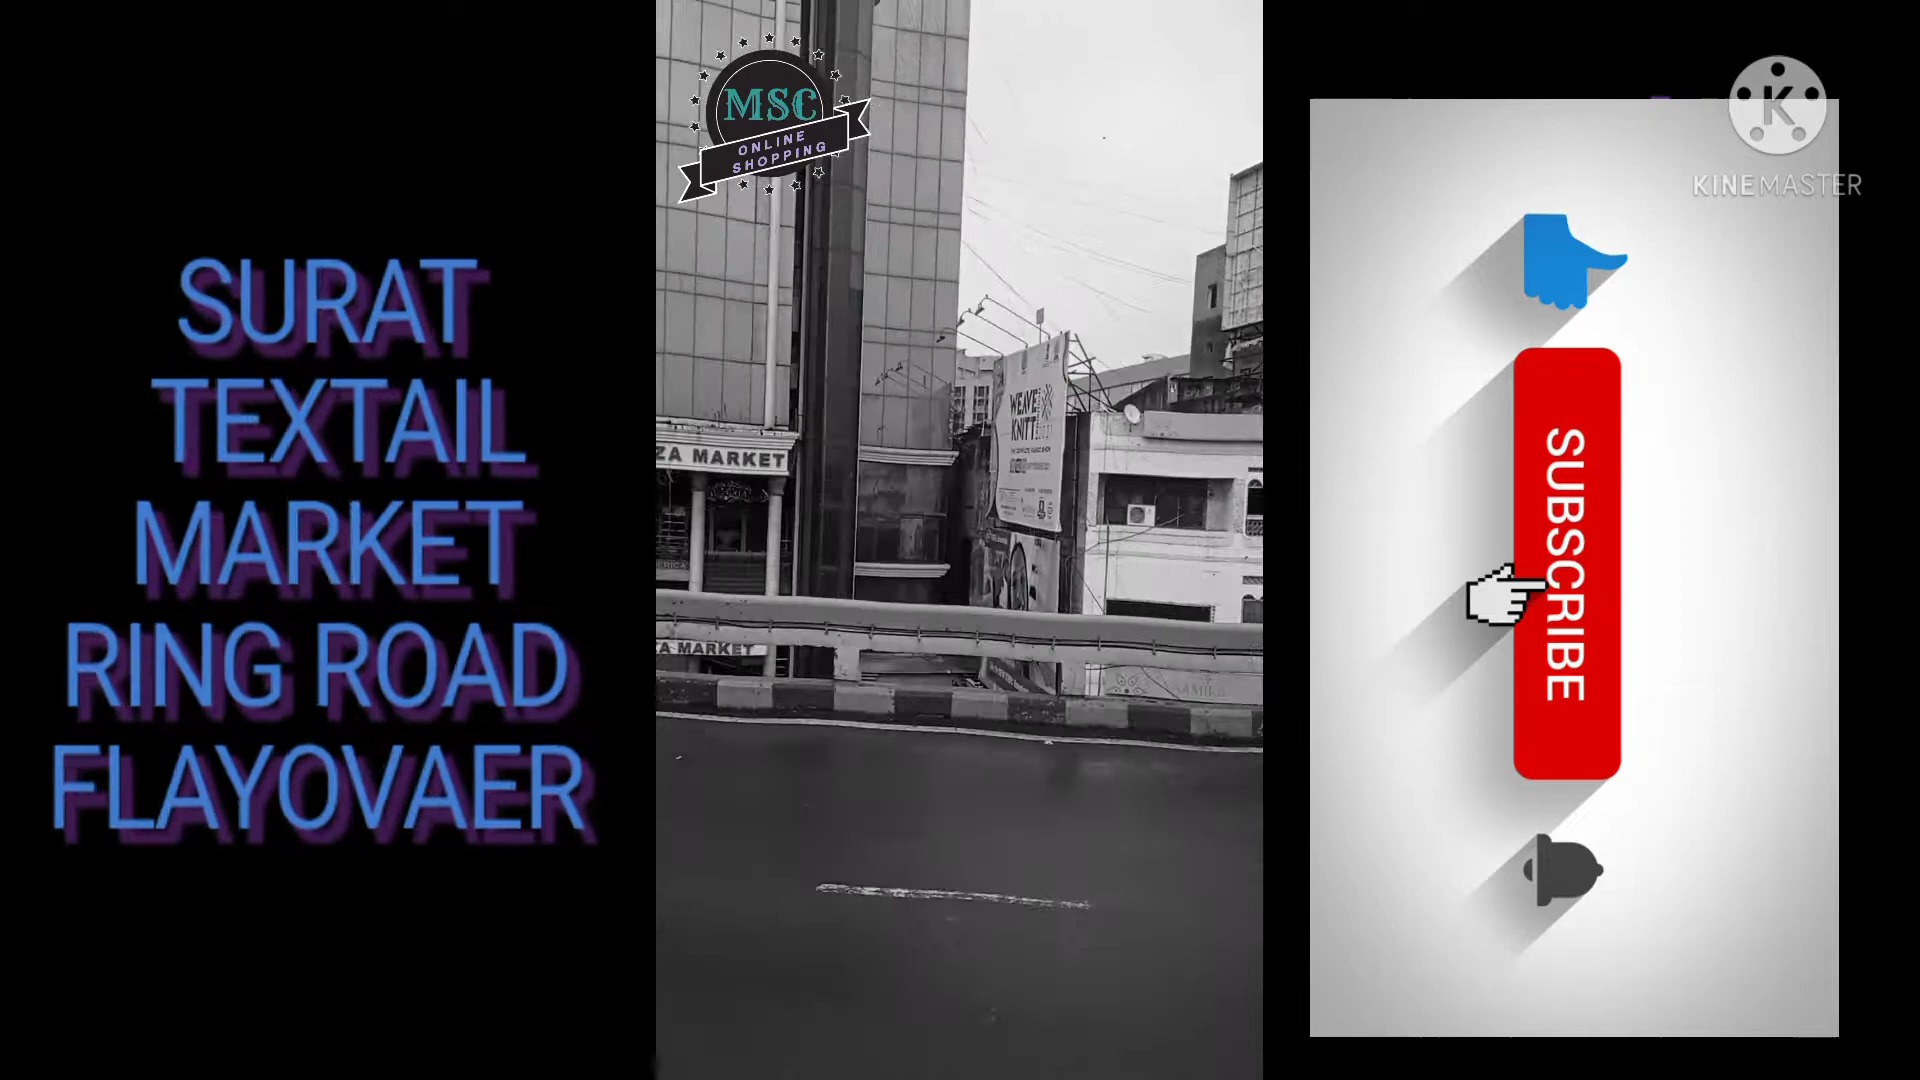 SURAT
TEXTAIL
MARKET
RING ROAD
FLAYOVAER
MSC
ONLINE
SHOPPING
ZA MARKET
WEAVE
KNITT
A MARKET
K
KINEMASTER
SUBSCRIBE